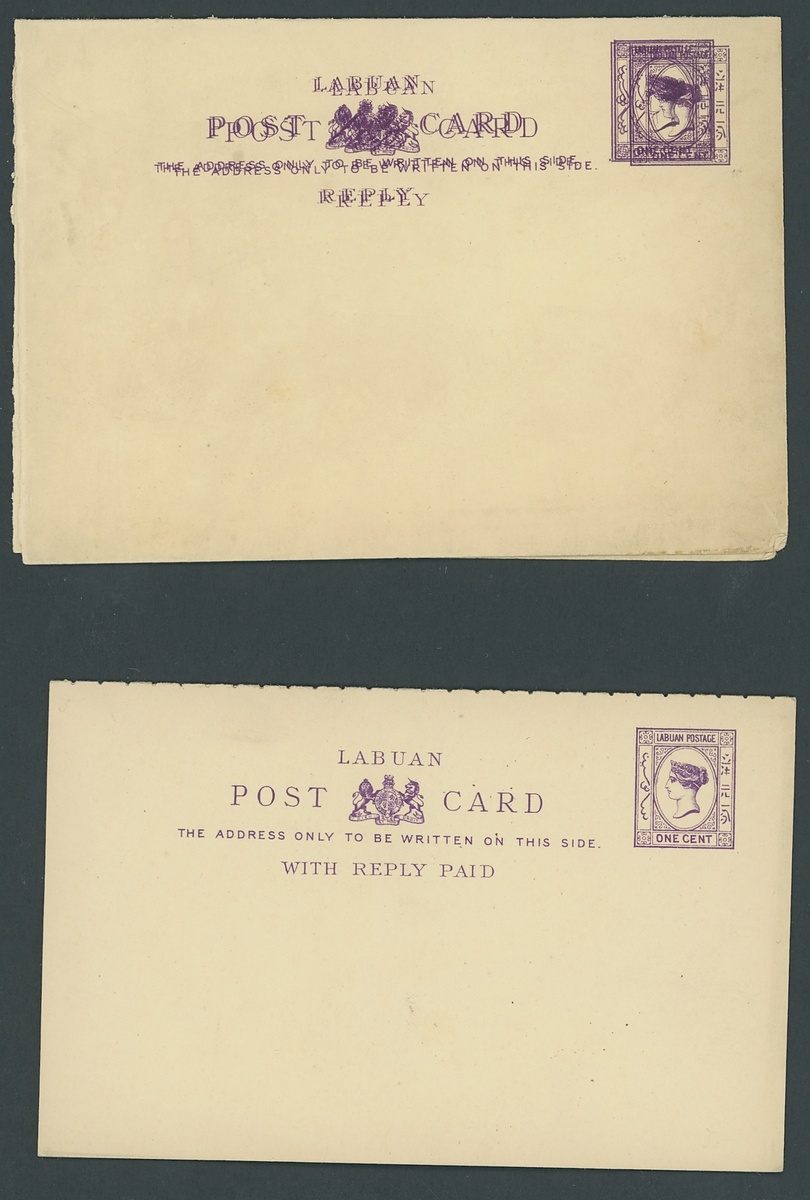 LABUAN
POST CARD
THE ADDRESS ONLY TO BE WRITTEN ON THIS SIDE.
REPLY
LABUAN POSTAGE
ONE CENT
LABUAN
POST CARD
THE ADDRESS ONLY TO BE WRITTEN ON THIS SIDE.
WITH REPLY PAID
LABUAN POSTAGE
ONE CENT